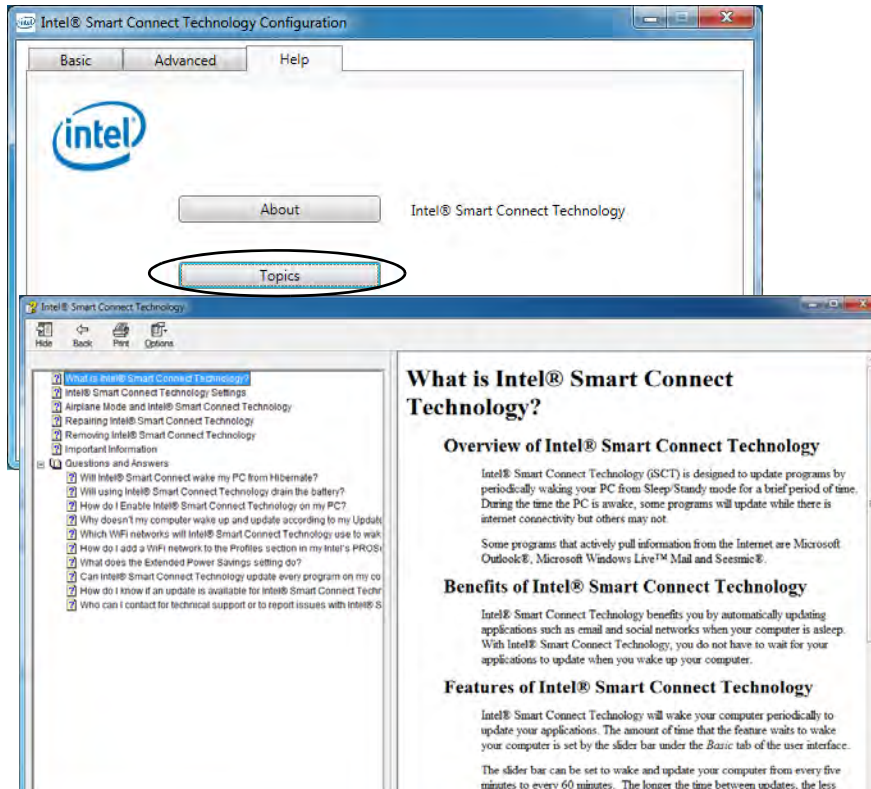 Intel® Smart Connect Technology Configuration
Basic
Advanced
Help
intel
About
Intel® Smart Connect Technology
Topics
Intel® Smart Connect Technology
Hide
Back
Print
Options
What is Intel® Smart Connect Technology?
Intel® Smart Connect Technology Settings
Airplane Mode and Intel® Smart Connect Technology
Repairing Intel® Smart Connect Technology
Removing Intel® Smart Connect Technology
Important Information
Questions and Answers
Will Intel® Smart Connect wake my PC from Hibernate?
Will using Intel® Smart Connect Technology drain the battery?
How do I Enable Intel® Smart Connect Technology on my PC?
Why doesn't my computer wake up and update according to my Update
Which WiFi networks will Intel® Smart Connect Technology use to wak
How do I add a WiFi network to the Profiles section in my Intel's PROS
What does the Extended Power Savings setting do?
Can Intel® Smart Connect Technology update every program on my co
How do I know if an update is available for Intel® Smart Connect Techn
Who can I contact for technical support or to report issues with Intel® S
What is Intel® Smart Connect
Technology?
Overview of Intel® Smart Connect Technology
Intel® Smart Connect Technology (iSCT) is designed to update programs by
periodically waking your PC from Sleep/Standy mode for a brief period of time.
During the time the PC is awake, some programs will update while there is
internet connectivity but others may not.
Some programs that actively pull information from the Internet are Microsoft
Outlook®, Microsoft Windows Live™ Mail and Seesmic®.
Benefits of Intel® Smart Connect Technology
Intel® Smart Connect Technology benefits you by automatically updating
applications such as email and social networks when your computer is asleep.
With Intel® Smart Connect Technology, you do not have to wait for your
applications to update when you wake up your computer.
Features of Intel® Smart Connect Technology
Intel® Smart Connect Technology will wake your computer periodically to
update your applications. The amount of time that the feature waits to wake
your computer is set by the slider bar under the Basic tab of the user interface.
The slider bar can be set to wake and update your computer from every five
minutes to every 60 minutes. The longer the time between updates, the less